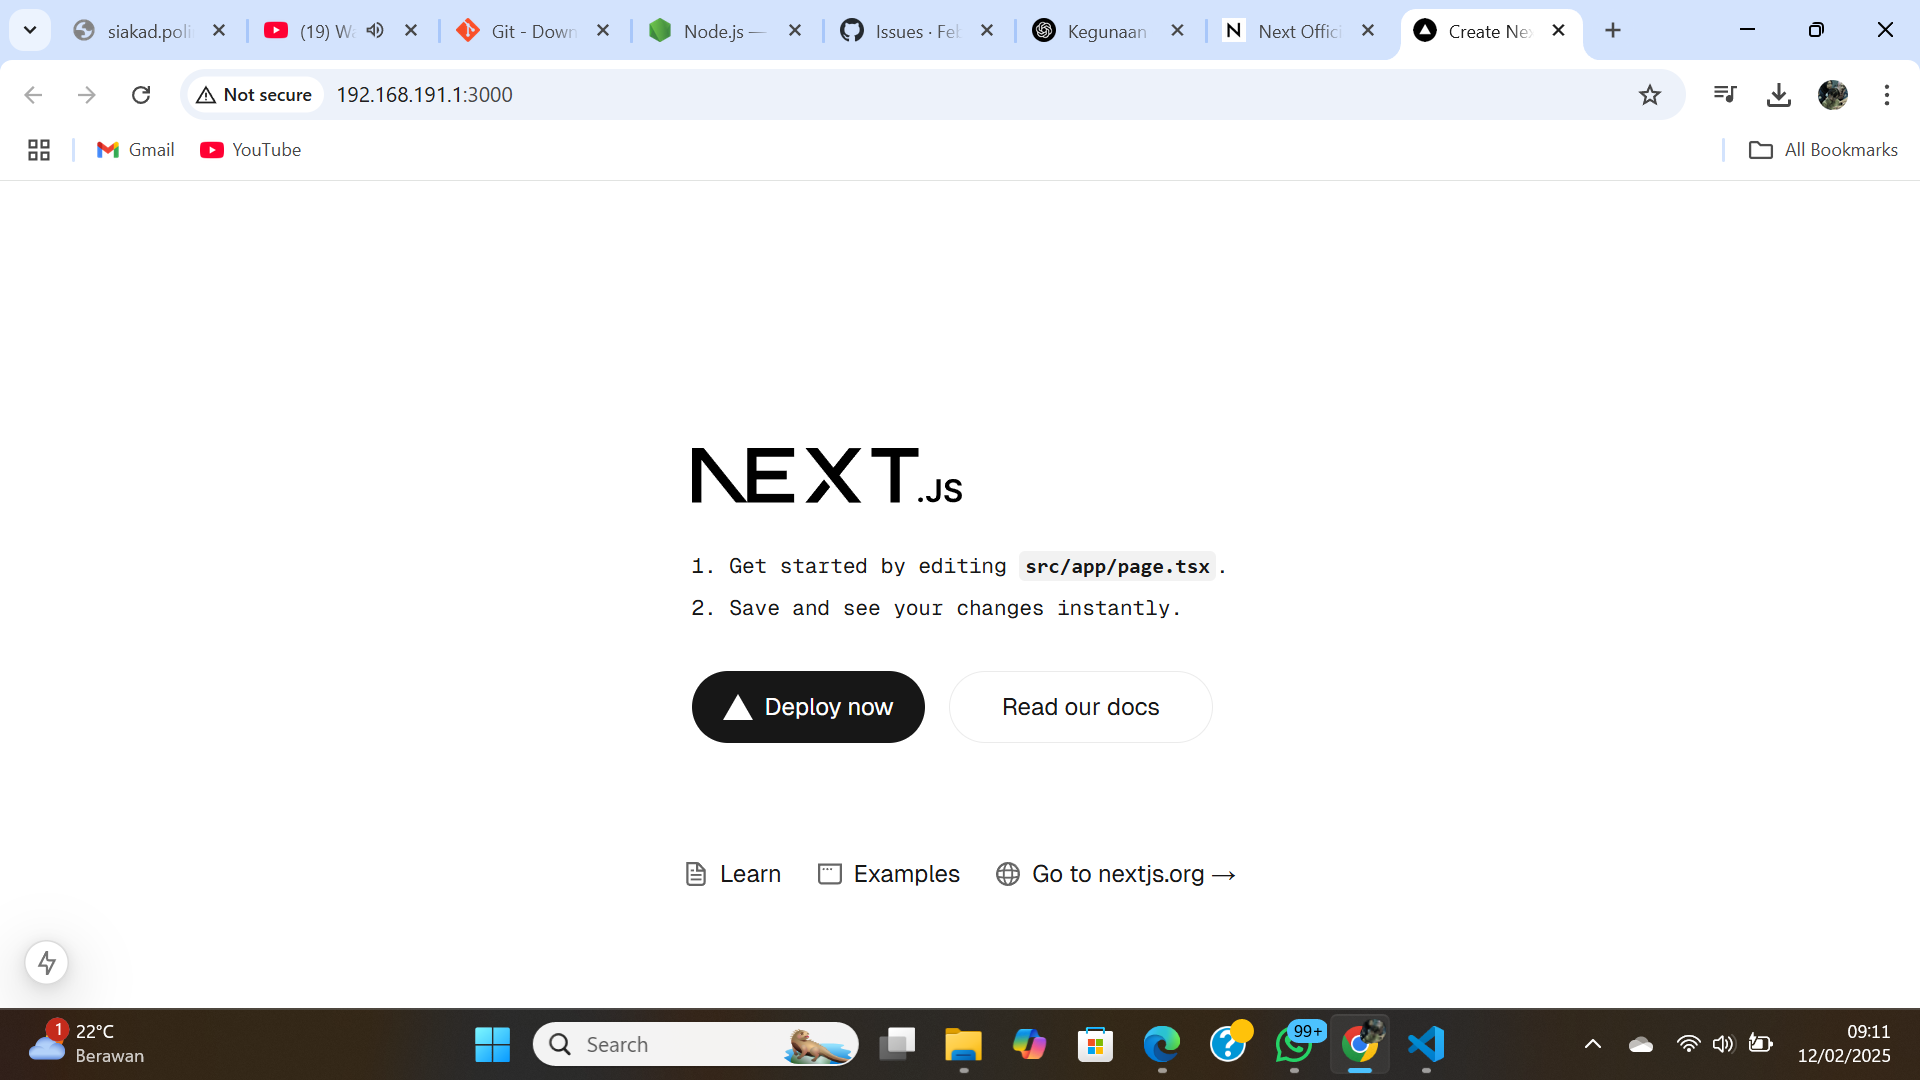 siakad.poli
(19) Wa
Git - Down
Node.js —
Issues · Feb
Kegunaan
Next Offici
Create Nex
Not secure
192.168.191.1:3000
Gmail
YouTube
All Bookmarks
NEXT.JS
1. Get started by editing src/app/page.tsx.
2. Save and see your changes instantly.
Deploy now
Read our docs
Learn
Examples
Go to nextjs.org →
1
22°C
Berawan
Search
99+
09:11
12/02/2025